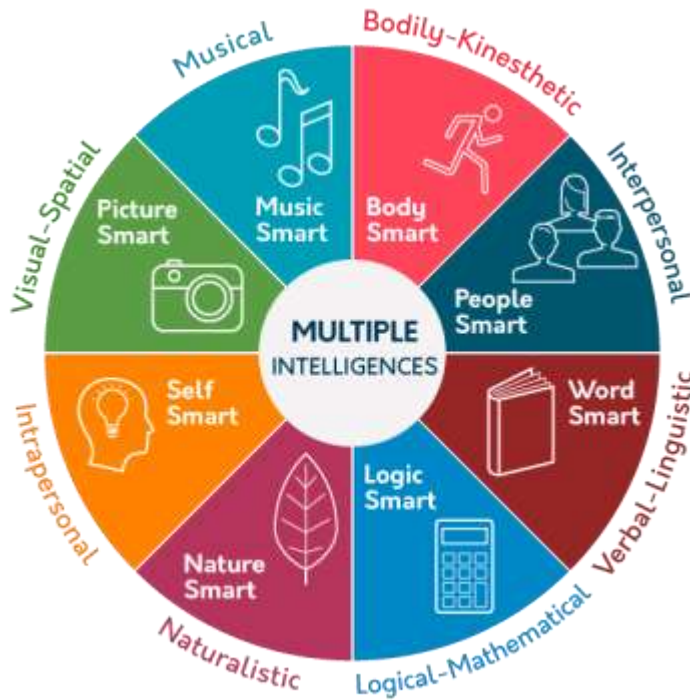 Musical
Bodily-Kinesthetic
Interpersonal
Verbal-Linguistic
Logical-Mathematical
Naturalistic
Intrapersonal
Visual-Spatial
Music
Smart
Body
Smart
People
Smart
Word
Smart
Logic
Smart
Nature
Smart
Self
Smart
Picture
Smart
MULTIPLE
INTELLIGENCES